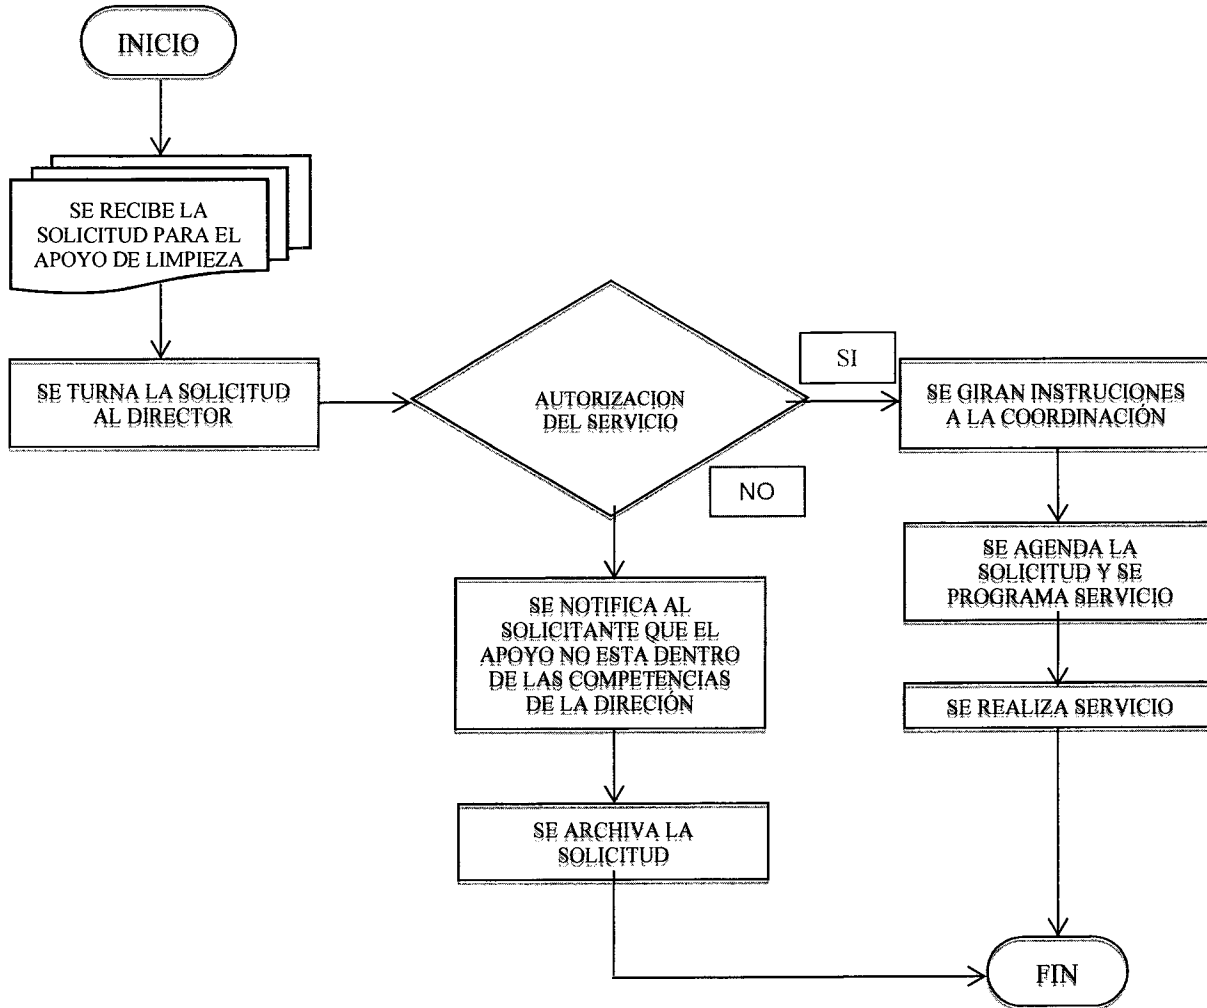 INICIO
SE RECIBE LA
SOLICITUD PARA EL
APOYO DE LIMPIEZA
SE TURNA LA SOLICITUD
AL DIRECTOR
AUTORIZACION
DEL SERVICIO
SI
SE GIRAN INSTRUCIONES
A LA COORDINACIÓN
NO
SE AGENDA LA
SOLICITUD Y SE
PROGRAMA SERVICIO
SE NOTIFICA AL
SOLICITANTE QUE EL
APOYO NO ESTA DENTRO
DE LAS COMPETENCIAS
DE LA DIRECIÓN
SE REALIZA SERVICIO
SE ARCHIVA LA
SOLICITUD
FIN